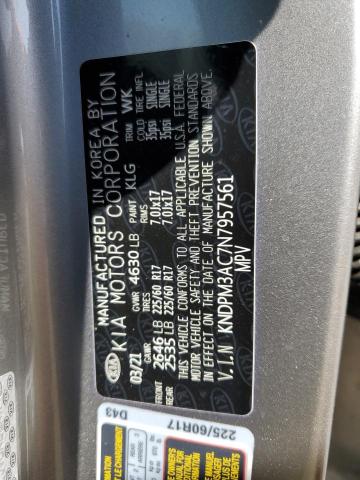 MANUFACTURED IN KOREA BY
KIA MOTORS CORPORATION
03/21 GVWR 4630 LB PAINT KLG TRIM WK
GAWR TIRES RIMS COLD TIRE INFL
FRONT 2646 LB 225/60 R17 7.0Jx17 35psi SINGLE
REAR 2535 LB 225/60 R17 7.0Jx17 35psi SINGLE
THIS VEHICLE CONFORMS TO ALL APPLICABLE U.S.A. FEDERAL
MOTOR VEHICLE SAFETY AND THEFT PREVENTION STANDARDS
IN EFFECT ON THE DATE OF MANUFACTURE SHOWN ABOVE.
V.I.N KNDPM3AC7N7957561
MPV
KIA
D43
225/60R17